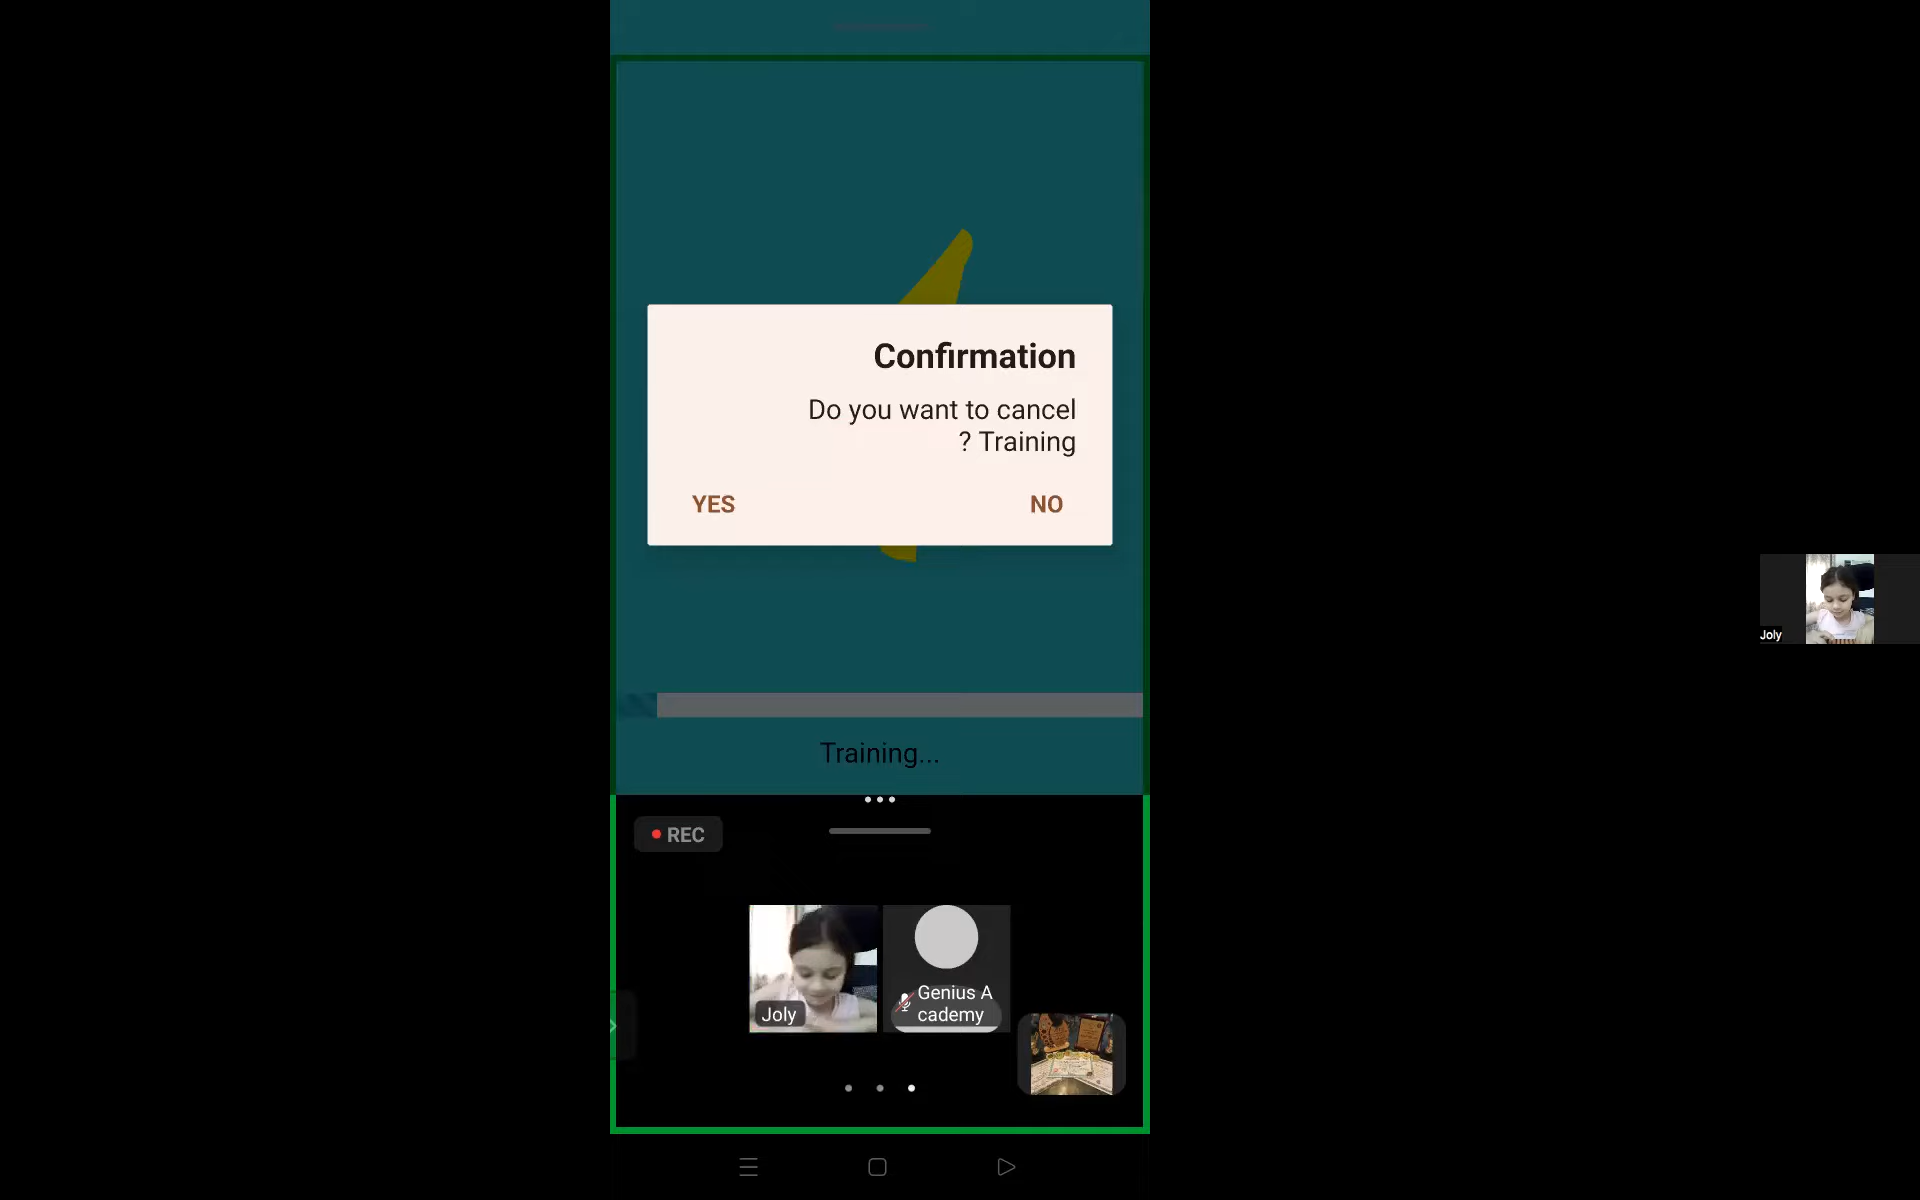 Confirmation
Do you want to cancel
? Training
YES
NO
Training...
REC
Joly
Genius A
cademy
Joly